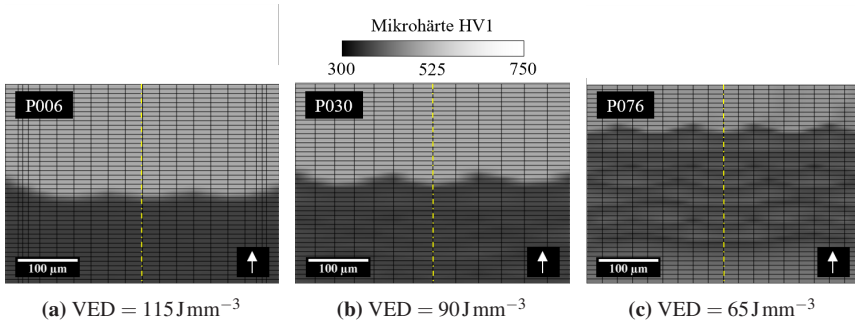 Mikrohärte HV1
300 525 750
P006 P030 P076
100 µm 100 µm 100 µm
(a) VED = 115 J mm⁻³ (b) VED = 90 J mm⁻³ (c) VED = 65 J mm⁻³